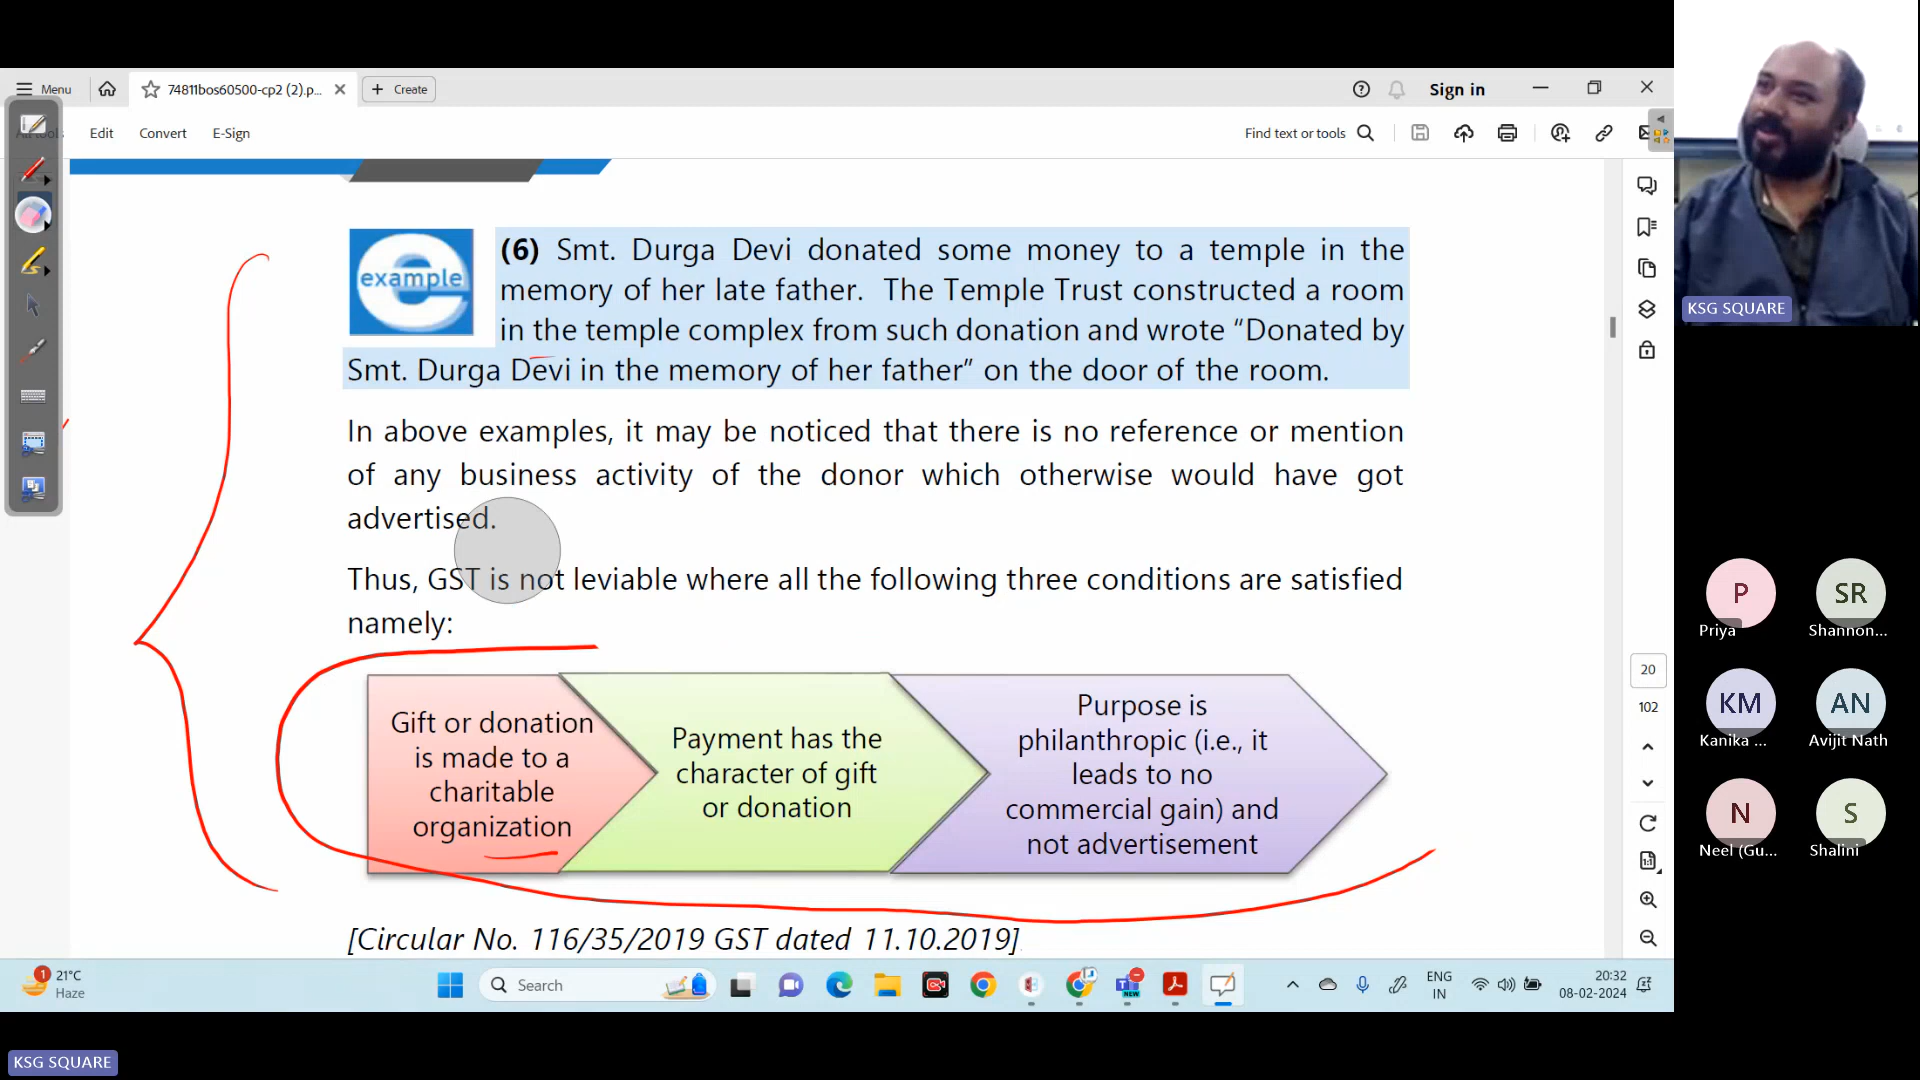 Menu
74811bos60500-cp2 (2).p...
Create
Sign in
Edit
Convert
E-Sign
Find text or tools
example
(6) Smt. Durga Devi donated some money to a temple in the
memory of her late father. The Temple Trust constructed a room
in the temple complex from such donation and wrote “Donated by
Smt. Durga Devi in the memory of her father” on the door of the room.
In above examples, it may be noticed that there is no reference or mention
of any business activity of the donor which otherwise would have got
advertised.
Thus, GST is not leviable where all the following three conditions are satisfied
namely:
Gift or donation
is made to a
charitable
organization
Payment has the
character of gift
or donation
Purpose is
philanthropic (i.e., it
leads to no
commercial gain) and
not advertisement
[Circular No. 116/35/2019 GST dated 11.10.2019]
20
102
KSG SQUARE
P
Priya
SR
Shannon...
KM
Kanika ...
AN
Avijit Nath
N
Neel (Gu...
S
Shalini
1
21°C
Haze
Search
NEW
ENG
IN
20:32
08-02-2024
KSG SQUARE